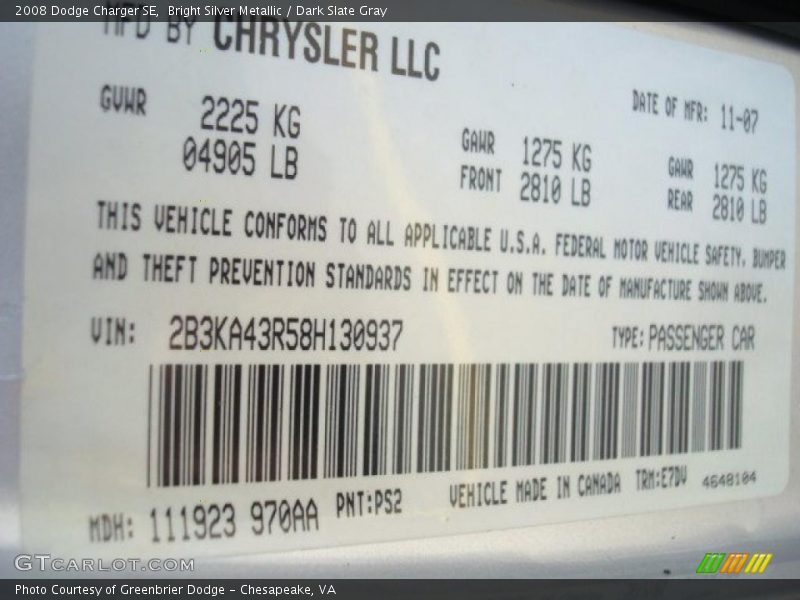 2008 Dodge Charger SE,  Bright Silver Metallic / Dark Slate Gray
MFD BY CHRYSLER LLC
DATE OF MFR: 11-07
GVWR 2225 KG
04905 LB
GAWR 1275 KG
FRONT 2810 LB
GAWR 1275 KG
REAR 2810 LB
THIS VEHICLE CONFORMS TO ALL APPLICABLE U.S.A. FEDERAL MOTOR VEHICLE SAFETY, BUMPER
AND THEFT PREVENTION STANDARDS IN EFFECT ON THE DATE OF MANUFACTURE SHOWN ABOVE.
VIN: 2B3KA43R58H130937 TYPE: PASSENGER CAR
MDH: 111923 970AA PNT:PS2 VEHICLE MADE IN CANADA TRM:E7DV 4648104
GTCARLOT.COM
Photo Courtesy of Greenbrier Dodge – Chesapeake, VA